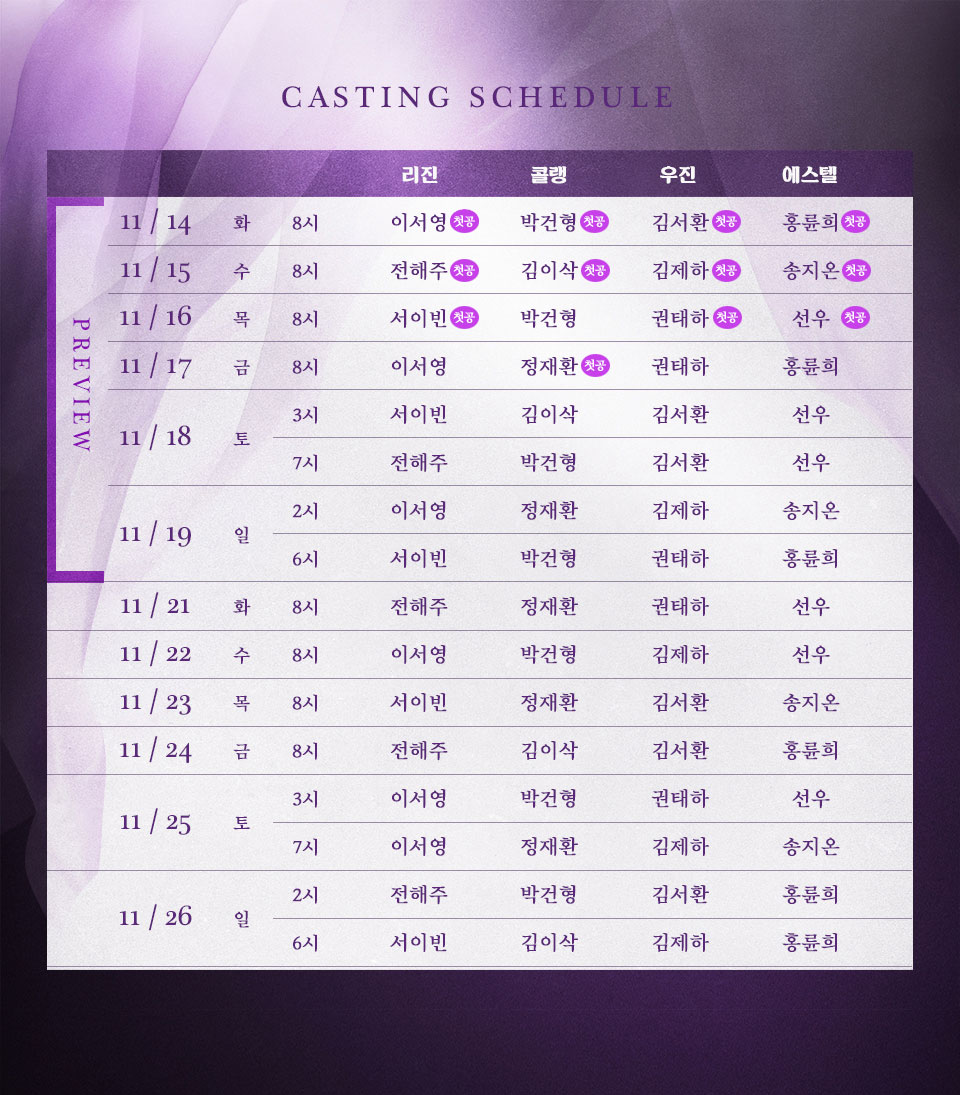 CASTING SCHEDULE
리진 콜랭 우진 에스텔
PREVIEW
11 / 14 화 8시 이서영 첫공 박건형 첫공 김서환 첫공 홍륜희 첫공
11 / 15 수 8시 전해주 첫공 김이삭 첫공 김제하 첫공 송지온 첫공
11 / 16 목 8시 서이빈 첫공 박건형 권태하 첫공 선우 첫공
11 / 17 금 8시 이서영 정재환 첫공 권태하 홍륜희
11 / 18 토 3시 서이빈 김이삭 김서환 선우
7시 전해주 박건형 김서환 선우
11 / 19 일 2시 이서영 정재환 김제하 송지온
6시 서이빈 박건형 권태하 홍륜희
11 / 21 화 8시 전해주 정재환 권태하 선우
11 / 22 수 8시 이서영 박건형 김제하 선우
11 / 23 목 8시 서이빈 정재환 김서환 송지온
11 / 24 금 8시 전해주 김이삭 김서환 홍륜희
11 / 25 토 3시 이서영 박건형 권태하 선우
7시 이서영 정재환 김제하 송지온
11 / 26 일 2시 전해주 박건형 김서환 홍륜희
6시 서이빈 김이삭 김제하 홍륜희